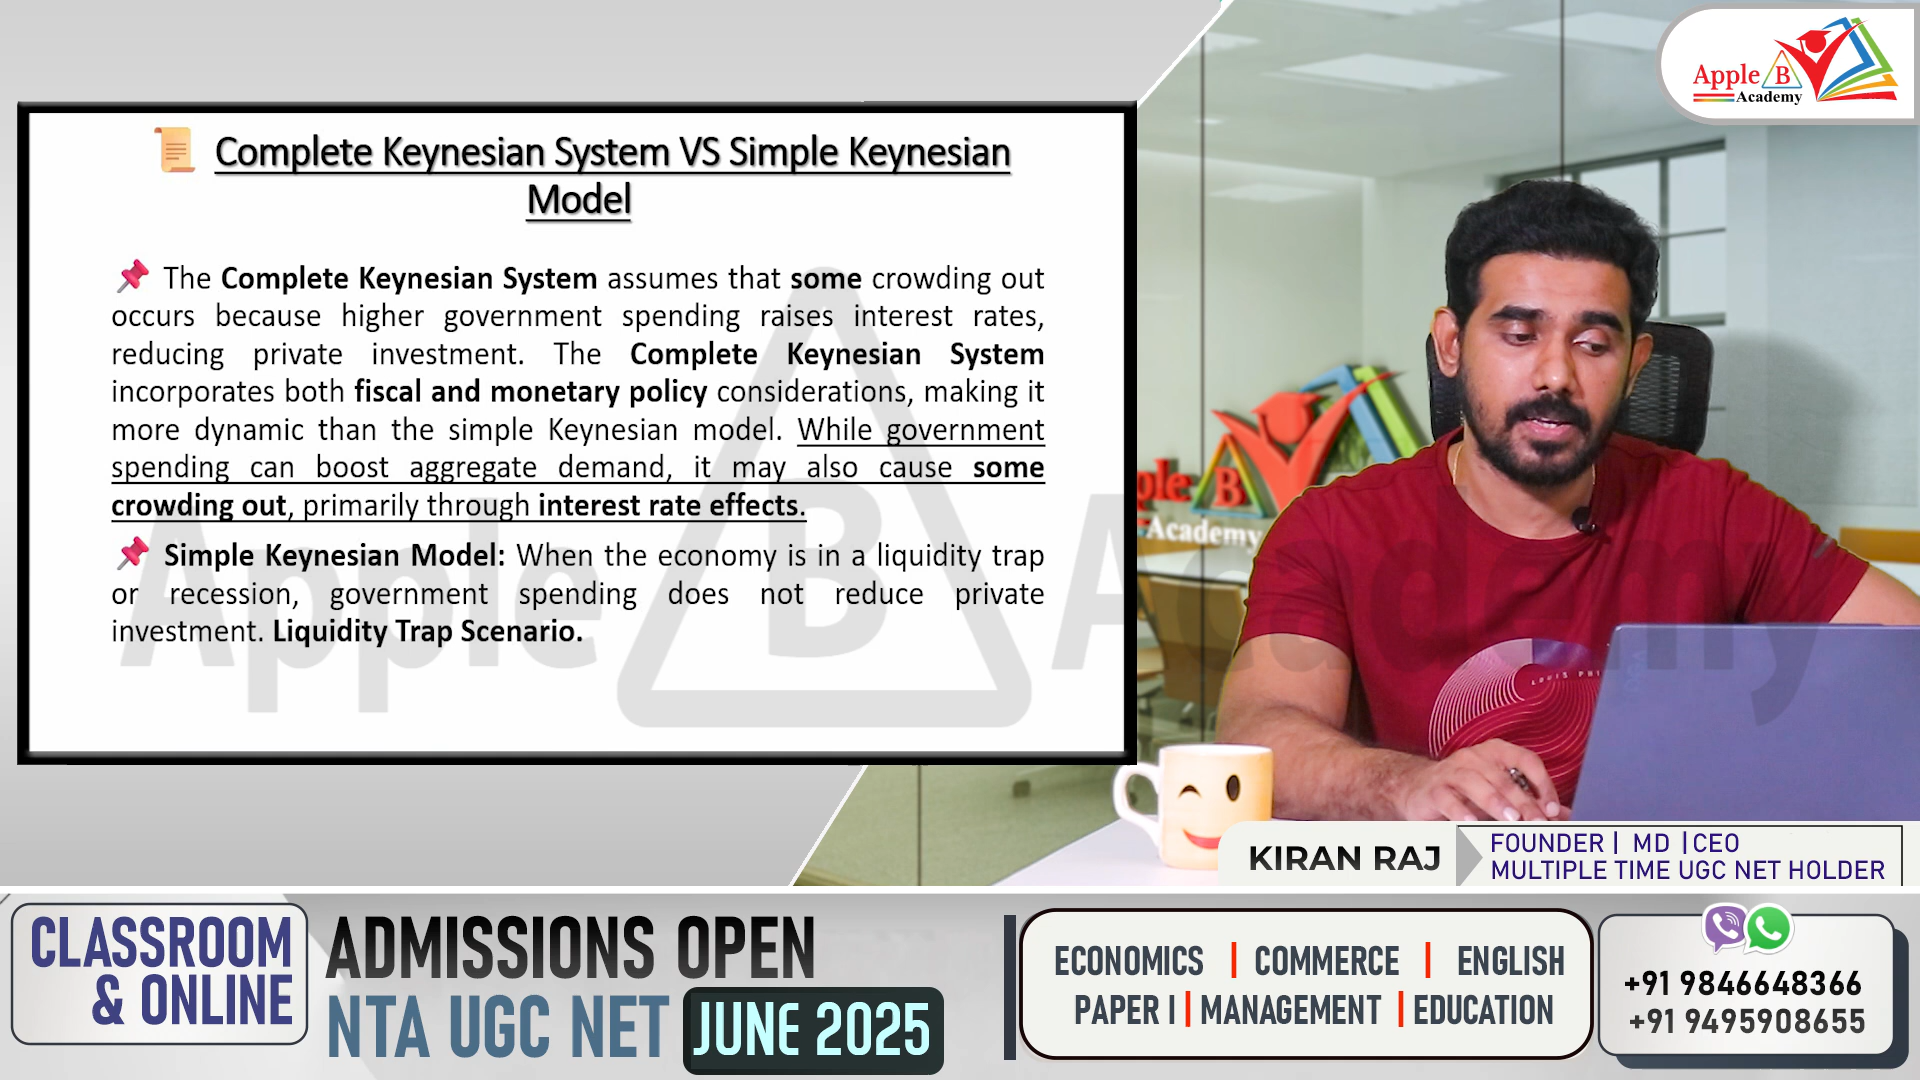 Apple B
Academy
Complete Keynesian System VS Simple Keynesian
Model
The Complete Keynesian System assumes that some crowding out
occurs because higher government spending raises interest rates,
reducing private investment. The Complete Keynesian System
incorporates both fiscal and monetary policy considerations, making it
more dynamic than the simple Keynesian model. While government
spending can boost aggregate demand, it may also cause some
crowding out, primarily through interest rate effects.
Simple Keynesian Model: When the economy is in a liquidity trap
or recession, government spending does not reduce private
investment. Liquidity Trap Scenario.
Apple B Academy
ple B
Academy
KIRAN RAJ
FOUNDER | MD | CEO
MULTIPLE TIME UGC NET HOLDER
CLASSROOM
& ONLINE
ADMISSIONS OPEN
NTA UGC NET JUNE 2025
ECONOMICS | COMMERCE | ENGLISH
PAPER I | MANAGEMENT | EDUCATION
+91 9846648366
+91 9495908655